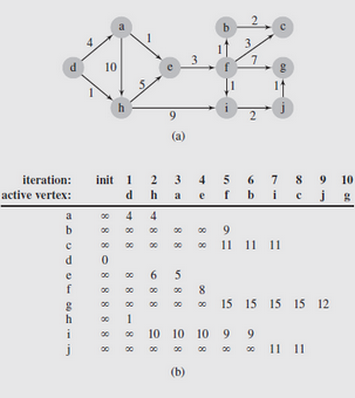 a b 2 c
4 1 1 3
d 10 e 3 f 7 g
1 5 1 1
h 9 i 2 j
(a)
iteration: init 1 2 3 4 5 6 7 8 9 10
active vertex: d h a e f b i c j g
a ∞ 4 4
b ∞ ∞ ∞ ∞ ∞ 9
c ∞ ∞ ∞ ∞ ∞ 11 11 11
d 0
e ∞ ∞ 6 5
f ∞ ∞ ∞ ∞ 8
g ∞ ∞ ∞ ∞ ∞ 15 15 15 15 12
h ∞ 1
i ∞ ∞ 10 10 10 9 9
j ∞ ∞ ∞ ∞ ∞ ∞ ∞ 11 11
(b)